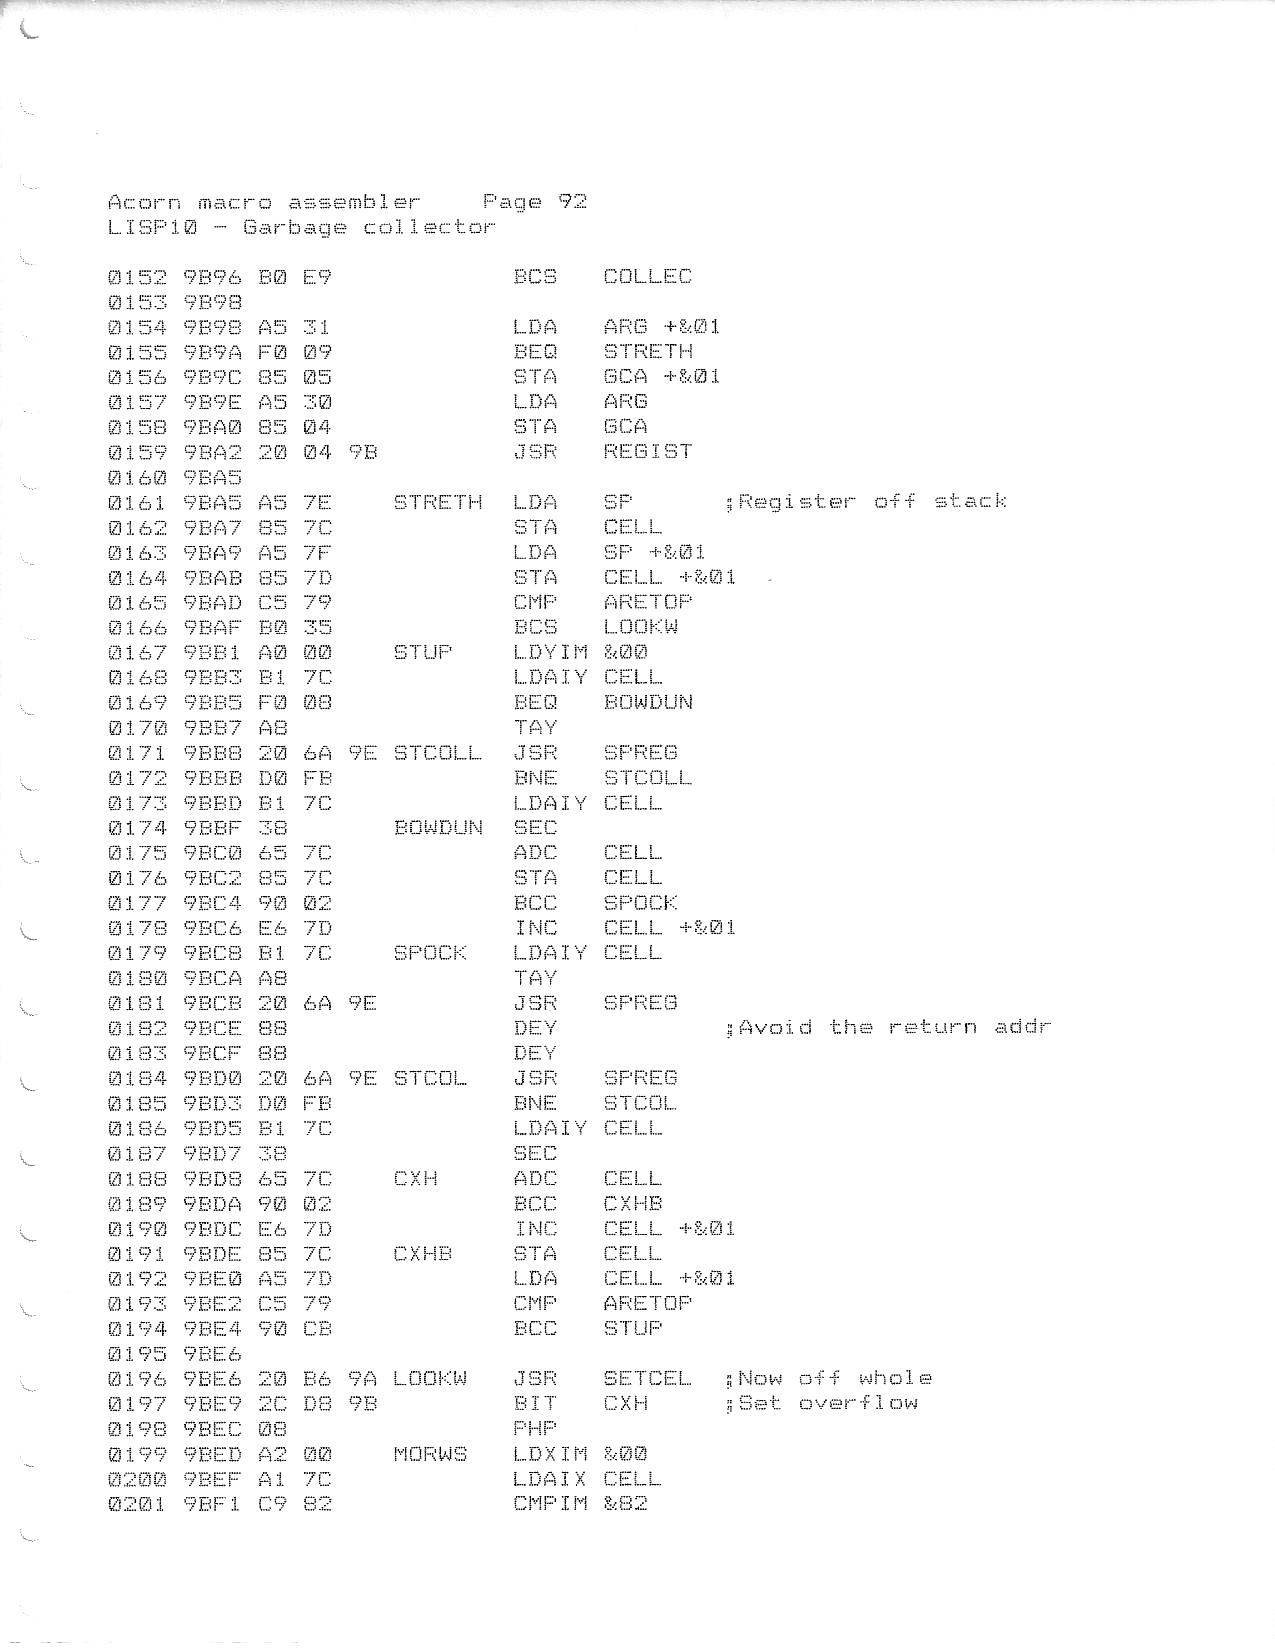 Acorn macro assembler    Page 92
LISP10 - Garbage collector
0152 9B96 B0 E9            BCS   COLLEC
0153 9B98
0154 9B98 A5 31            LDA   ARG +&01
0155 9B9A F0 09            BEQ   STRETH
0156 9B9C 85 05            STA   GCA +&01
0157 9B9E A5 30            LDA   ARG
0158 9BA0 85 04            STA   GCA
0159 9BA2 20 04 9B         JSR   REGIST
0160 9BA5
0161 9BA5 A5 7E    STRETH  LDA   SP      ;Register off stack
0162 9BA7 85 7C            STA   CELL
0163 9BA9 A5 7F            LDA   SP +&01
0164 9BAB 85 7D            STA   CELL +&01
0165 9BAD C5 79            CMP   ARETOP
0166 9BAF B0 35            BCS   LOOKW
0167 9BB1 A0 00    STUP    LDYIM &00
0168 9BB3 B1 7C            LDAIY CELL
0169 9BB5 F0 08            BEQ   BOWDUN
0170 9BB7 A8               TAY
0171 9BB8 20 6A 9E STCOLL  JSR   SPREG
0172 9BBB D0 FB            BNE   STCOLL
0173 9BBD B1 7C            LDAIY CELL
0174 9BBF 38       BOWDUN  SEC
0175 9BC0 65 7C            ADC   CELL
0176 9BC2 85 7C            STA   CELL
0177 9BC4 90 02            BCC   SPOCK
0178 9BC6 E6 7D            INC   CELL +&01
0179 9BC8 B1 7C    SPOCK   LDAIY CELL
0180 9BCA A8               TAY
0181 9BCB 20 6A 9E         JSR   SPREG
0182 9BCE 88               DEY           ;Avoid the return addr
0183 9BCF 88               DEY
0184 9BD0 20 6A 9E STCOL   JSR   SPREG
0185 9BD3 D0 FB            BNE   STCOL
0186 9BD5 B1 7C            LDAIY CELL
0187 9BD7 38               SEC
0188 9BD8 65 7C    CXH     ADC   CELL
0189 9BDA 90 02            BCC   CXHB
0190 9BDC E6 7D            INC   CELL +&01
0191 9BDE 85 7C    CXHB    STA   CELL
0192 9BE0 A5 7D            LDA   CELL +&01
0193 9BE2 C5 79            CMP   ARETOP
0194 9BE4 90 CB            BCC   STUP
0195 9BE6
0196 9BE6 20 B6 9A LOOKW   JSR   SETCEL  ;Now off whole
0197 9BE9 2C D8 9B         BIT   CXH     ;Set overflow
0198 9BEC 08               PHP
0199 9BED A2 00    MORWS   LDXIM &00
0200 9BEF A1 7C            LDAIX CELL
0201 9BF1 C9 82            CMPIM &82